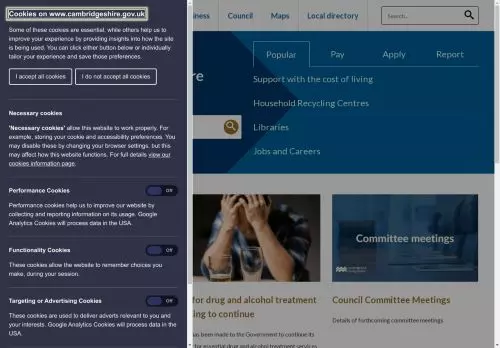 Cookies on www.cambridgeshire.gov.uk
Some of these cookies are essential, while others help us to
improve your experience by providing insights into how the site
is being used. You can click either button below or individually
tailor your experience and save those preferences.
I accept all cookies
I do not accept all cookies
Necessary cookies
'Necessary cookies' allow this website to work properly. For
example, storing your cookie and accessibility preferences. You
may disable these by changing your browser settings, but this
may affect how this website functions. For full details view our
cookies information page.
Performance Cookies
Off
Performance cookies help us to improve our website by
collecting and reporting information on its usage. Google
Analytics Cookies will process data in the USA.
Functionality Cookies
Off
These cookies allow the website to remember choices you
make, during your session.
Targeting or Advertising Cookies
Off
These cookies are used to deliver adverts relevant to you and
your interests. Google Analytics Cookies will process data in the
USA.
iness
Council
Maps
Local directory
Search...
re
Popular
Pay
Apply
Report
Support with the cost of living
Household Recycling Centres
Libraries
Jobs and Careers
for drug and alcohol treatment
sing to continue
has been made to the Government to continue its
for essential drug and alcohol treatment services
Committee meetings
Council Committee Meetings
Details of forthcoming committee meetings.